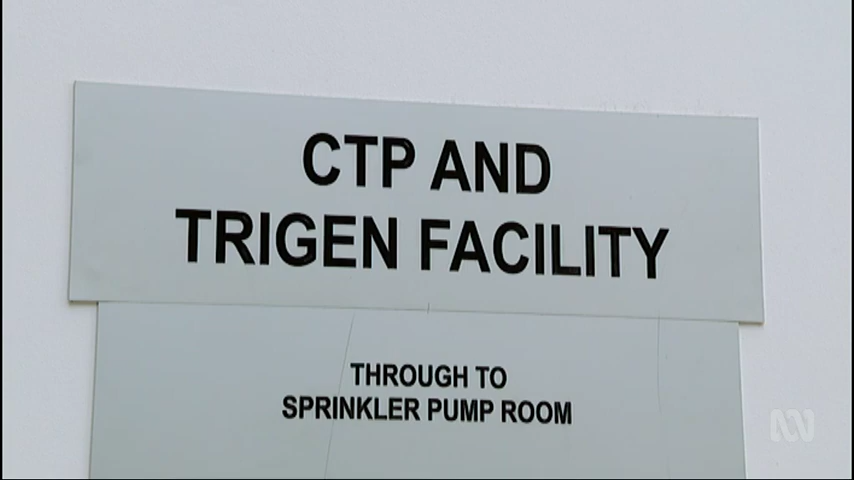 CTP AND
TRIGEN FACILITY
THROUGH TO
SPRINKLER PUMP ROOM